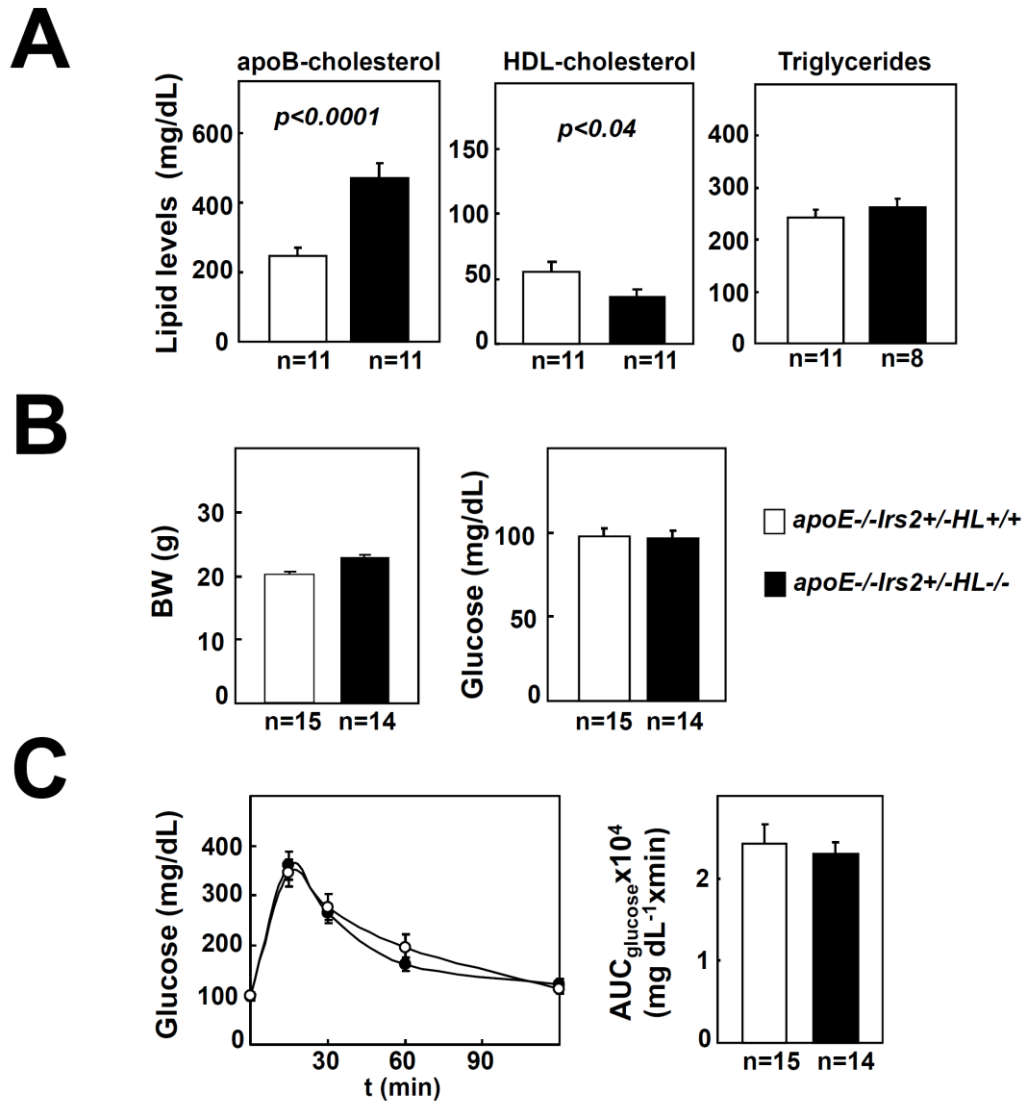 A
apoB-cholesterol
HDL-cholesterol
Triglycerides
Lipid levels (mg/dL)
600
400
200
0
p<0.0001
n=11
n=11
150
100
50
0
p<0.04
n=11
n=11
400
300
200
100
0
n=11
n=8
B
BW (g)
30
20
10
0
n=15
n=14
Glucose (mg/dL)
100
50
0
n=15
n=14
apoE-/-Irs2+/-HL+/+
apoE-/-Irs2+/-HL-/-
C
Glucose (mg/dL)
400
300
200
100
0
30
60
90
t (min)
AUCglucosex10⁴
(mg dL⁻¹xmin)
2
1
0
n=15
n=14